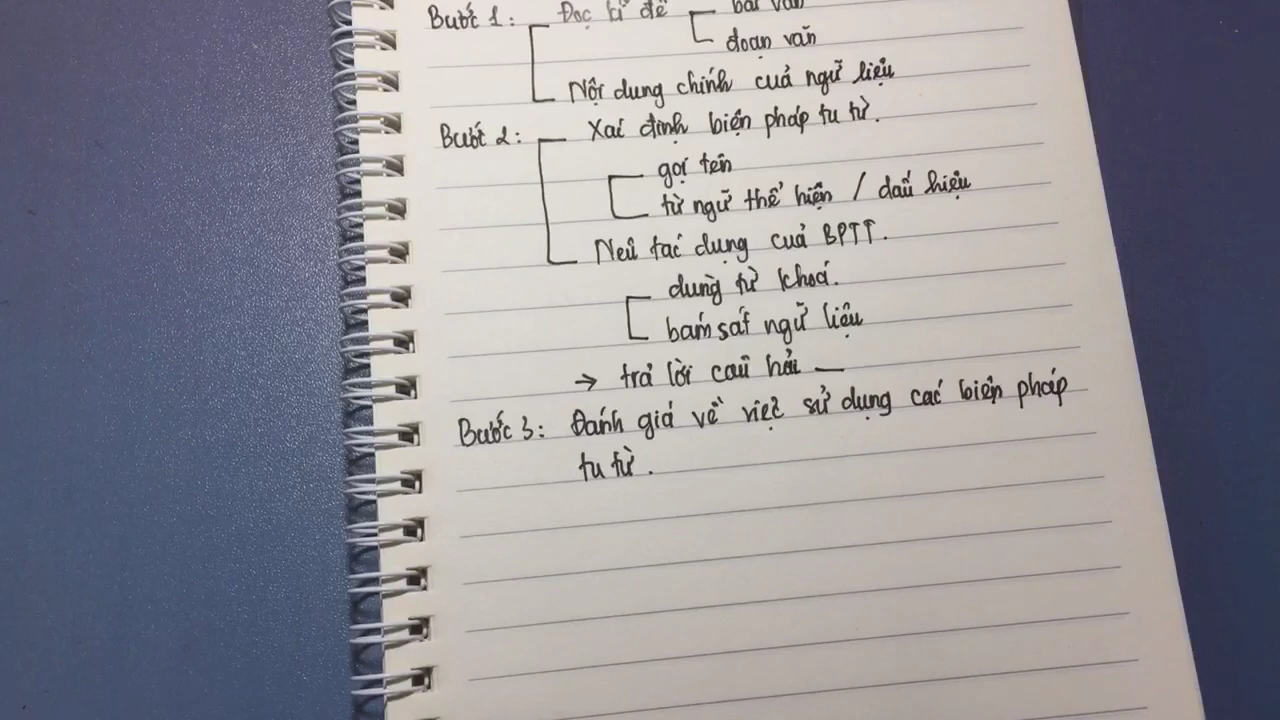 Bước 1: Đọc kĩ đề bài văn
đoạn văn
Nội dung chính của ngữ liệu
Bước 2: Xác định biện pháp tu từ.
gọi tên
từ ngữ thể hiện / dấu hiệu
Nêu tác dụng của BPTT.
dùng từ khoá.
bám sát ngữ liệu
→ trả lời câu hỏi —
Bước 3: Đánh giá về việc sử dụng các biện pháp
tu từ.